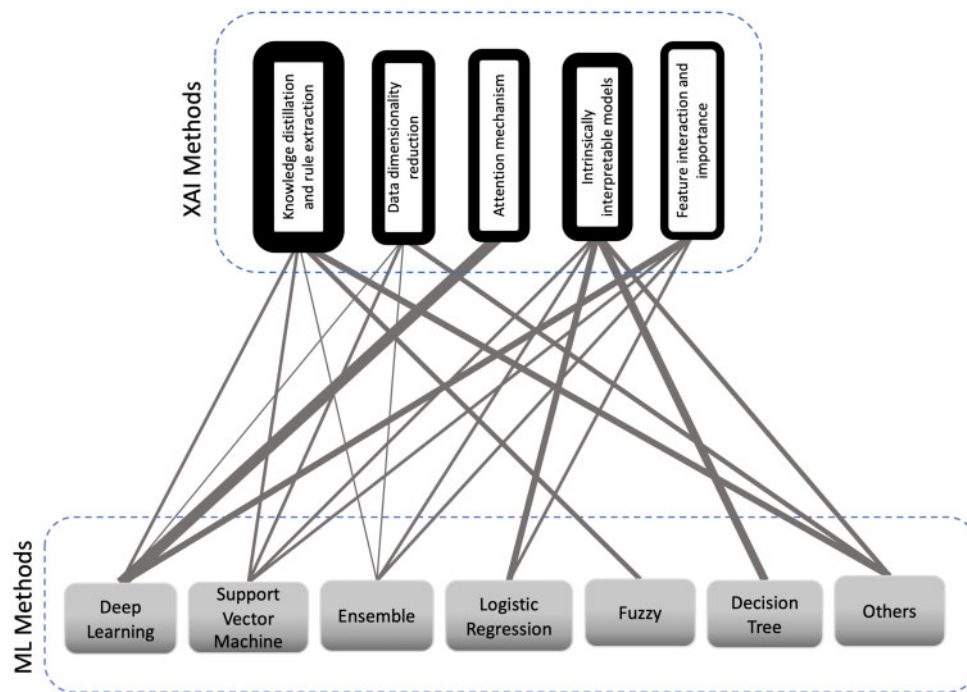 XAI Methods
Knowledge distillation
and rule extraction
Data dimensionality
reduction
Attention mechanism
Intrinsically
interpretable models
Feature interaction and
importance
ML Methods
Deep
Learning
Support
Vector
Machine
Ensemble
Logistic
Regression
Fuzzy
Decision
Tree
Others